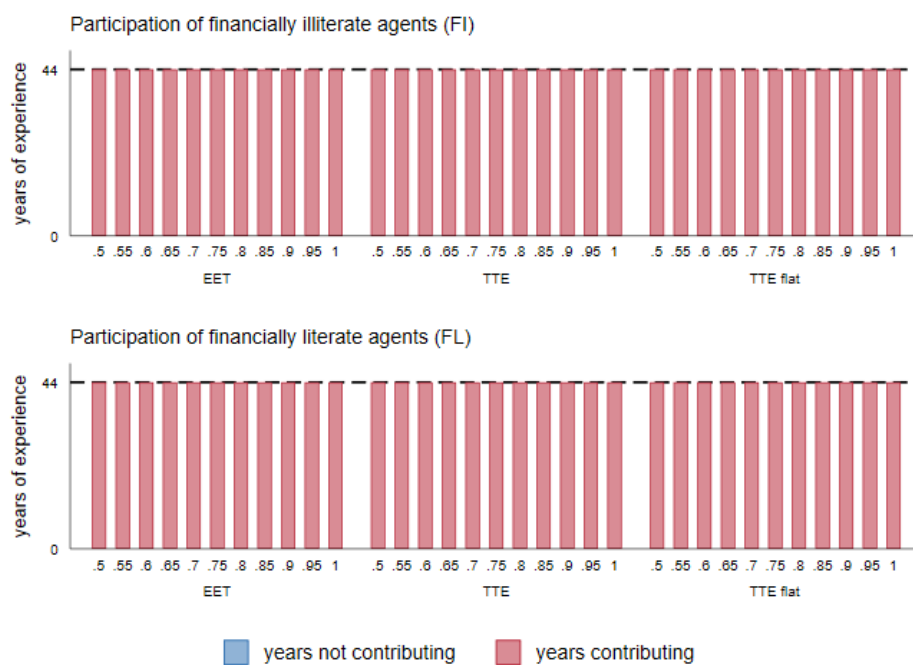 Participation of financially illiterate agents (FI)
years of experience
44
0
.5 .55 .6 .65 .7 .75 .8 .85 .9 .95 1 .5 .55 .6 .65 .7 .75 .8 .85 .9 .95 1 .5 .55 .6 .65 .7 .75 .8 .85 .9 .95 1
EET TTE TTE flat
Participation of financially literate agents (FL)
years of experience
44
0
.5 .55 .6 .65 .7 .75 .8 .85 .9 .95 1 .5 .55 .6 .65 .7 .75 .8 .85 .9 .95 1 .5 .55 .6 .65 .7 .75 .8 .85 .9 .95 1
EET TTE TTE flat
years not contributing years contributing